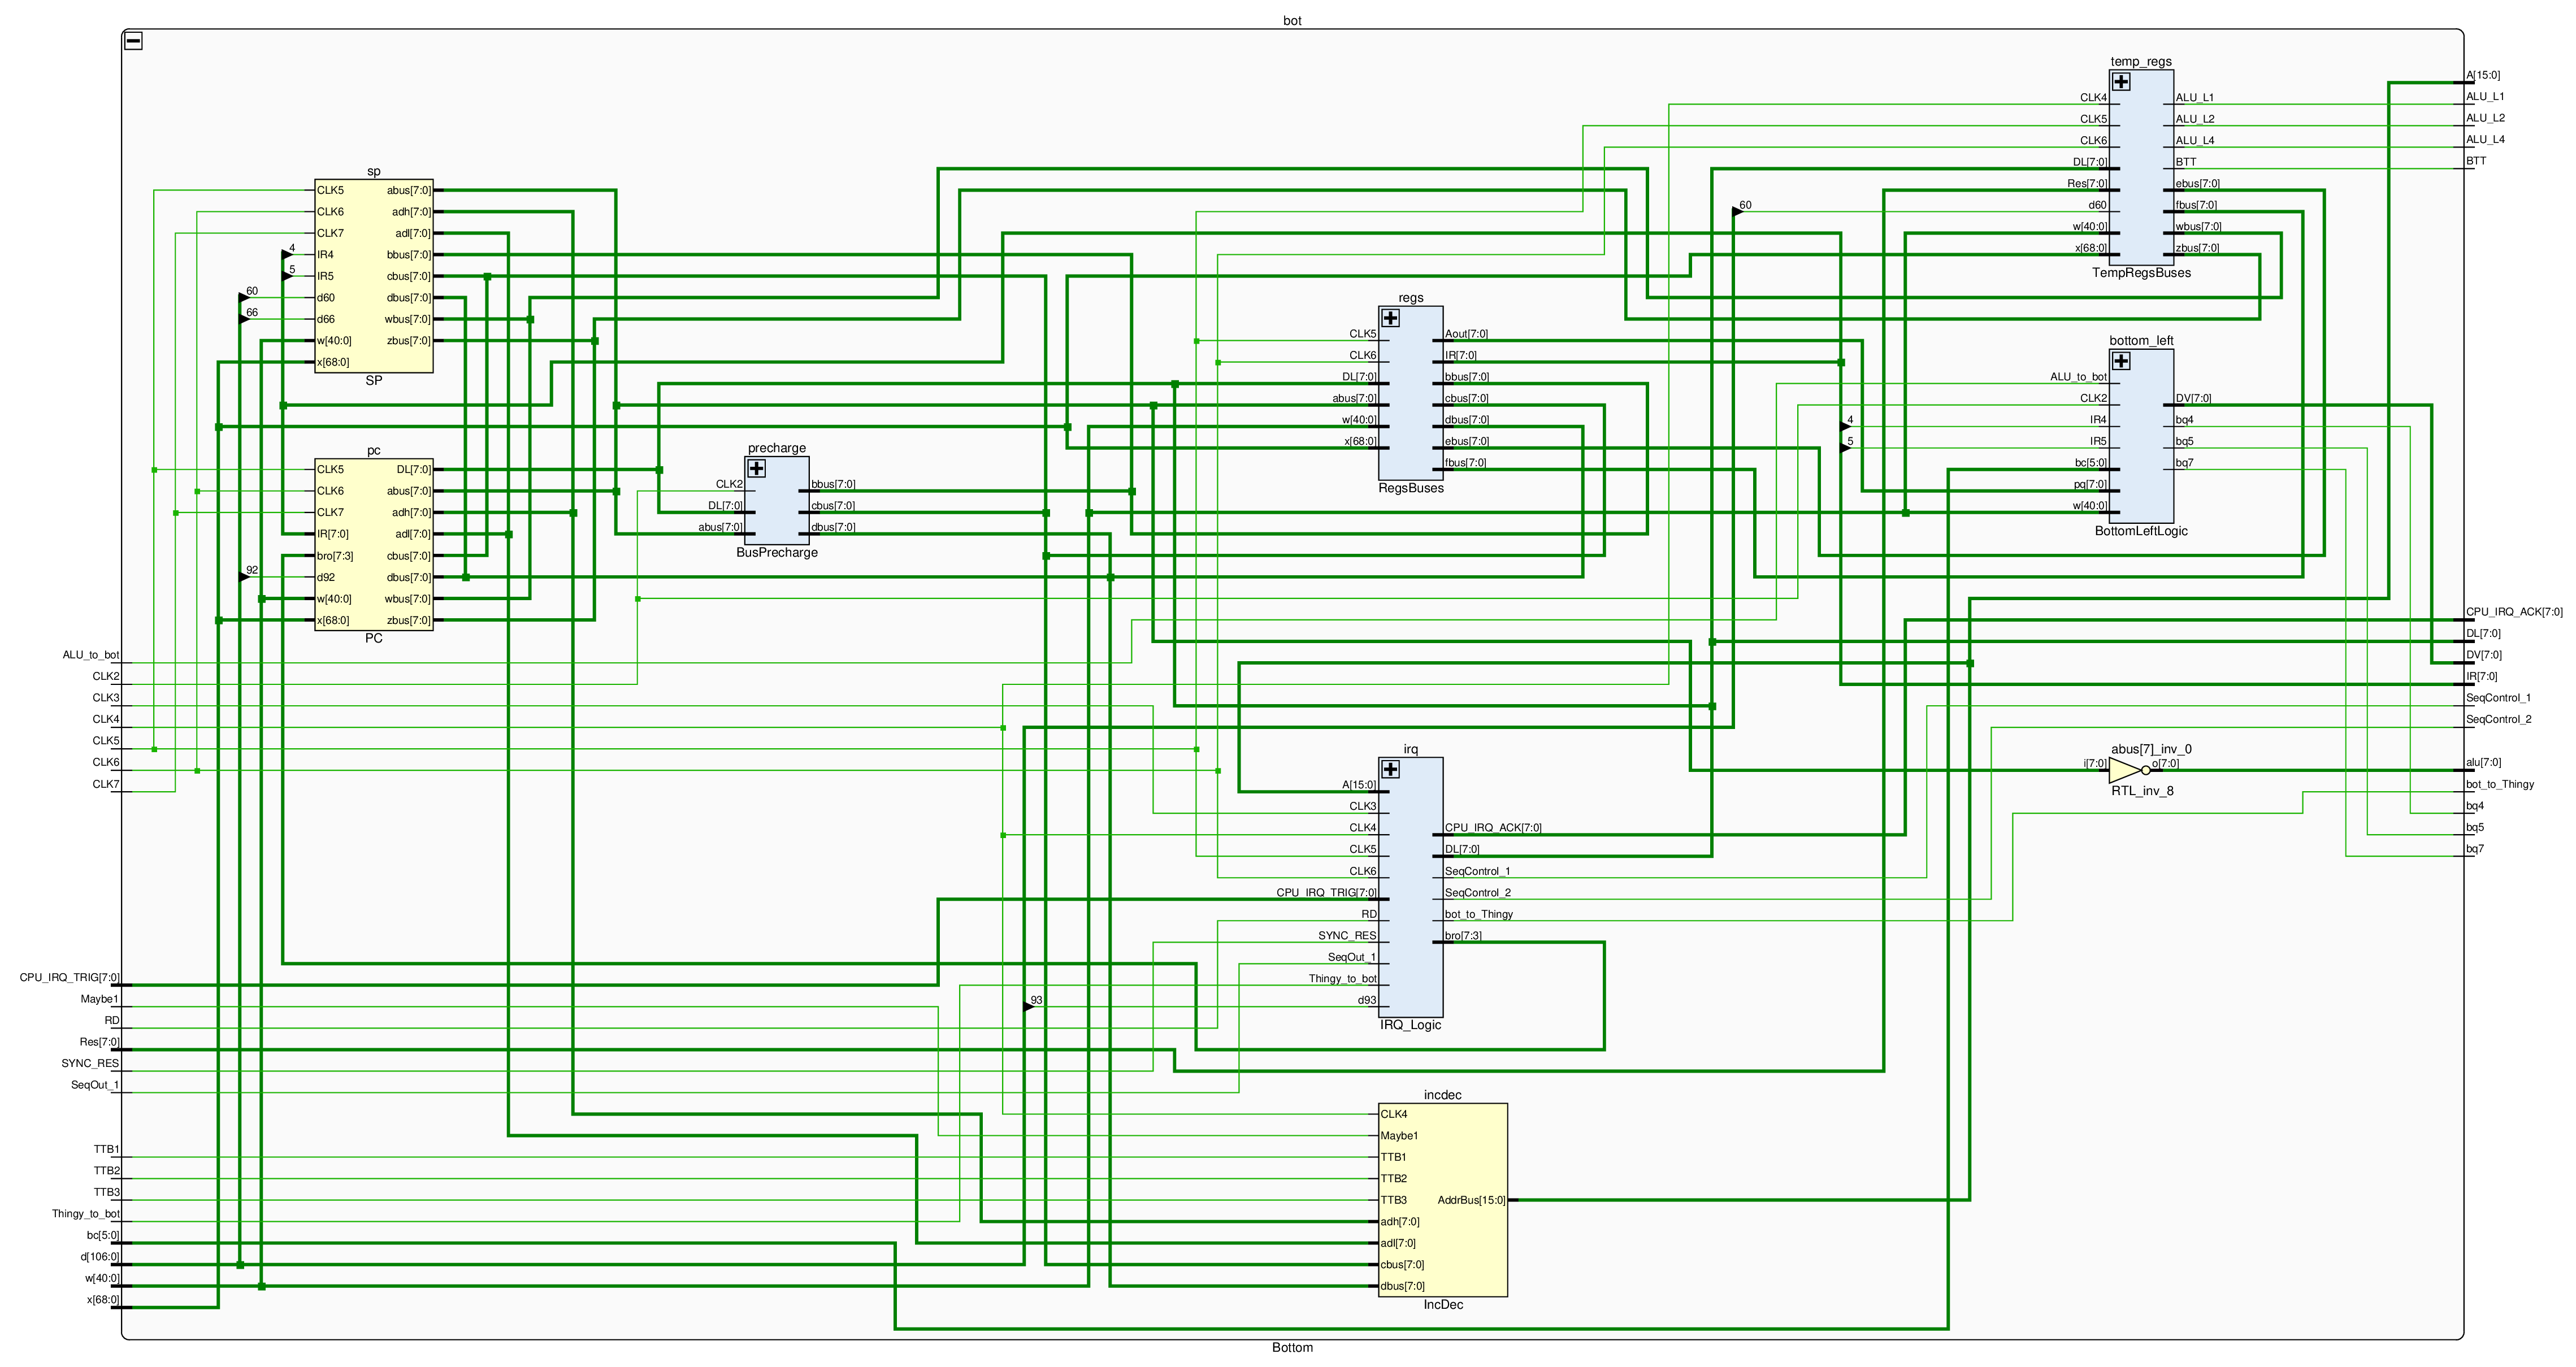 bot
temp_regs
CLK4
CLK5
CLK6
DL[7:0]
Res[7:0]
60
d60
w[40:0]
x[68:0]
ALU_L1
ALU_L2
ALU_L4
BTT
ebus[7:0]
fbus[7:0]
wbus[7:0]
zbus[7:0]
TempRegsBuses
A[15:0]
ALU_L1
ALU_L2
ALU_L4
BTT
sp
CLK5
CLK6
CLK7
4
IR4
5
IR5
60
d60
66
d66
w[40:0]
x[68:0]
abus[7:0]
adh[7:0]
adl[7:0]
bbus[7:0]
cbus[7:0]
dbus[7:0]
wbus[7:0]
zbus[7:0]
SP
regs
CLK5
CLK6
DL[7:0]
abus[7:0]
w[40:0]
x[68:0]
Aout[7:0]
IR[7:0]
bbus[7:0]
cbus[7:0]
dbus[7:0]
ebus[7:0]
fbus[7:0]
RegsBuses
bottom_left
ALU_to_bot
CLK2
4
IR4
5
IR5
bc[5:0]
pq[7:0]
w[40:0]
DV[7:0]
bq4
bq5
bq7
BottomLeftLogic
pc
CLK5
CLK6
CLK7
IR[7:0]
bro[7:3]
92
d92
w[40:0]
x[68:0]
DL[7:0]
abus[7:0]
adh[7:0]
adl[7:0]
cbus[7:0]
dbus[7:0]
wbus[7:0]
zbus[7:0]
PC
precharge
CLK2
DL[7:0]
abus[7:0]
bbus[7:0]
cbus[7:0]
dbus[7:0]
BusPrecharge
ALU_to_bot
CLK2
CLK3
CLK4
CLK5
CLK6
CLK7
CPU_IRQ_ACK[7:0]
DL[7:0]
DV[7:0]
IR[7:0]
SeqControl_1
SeqControl_2
alu[7:0]
bot_to_Thingy
bq4
bq5
bq7
abus[7]_inv_0
i[7:0]
o[7:0]
RTL_inv_8
irq
A[15:0]
CLK3
CLK4
CLK5
CLK6
CPU_IRQ_TRIG[7:0]
RD
SYNC_RES
SeqOut_1
Thingy_to_bot
93
d93
CPU_IRQ_ACK[7:0]
DL[7:0]
SeqControl_1
SeqControl_2
bot_to_Thingy
bro[7:3]
IRQ_Logic
CPU_IRQ_TRIG[7:0]
Maybe1
RD
Res[7:0]
SYNC_RES
SeqOut_1
TTB1
TTB2
TTB3
Thingy_to_bot
bc[5:0]
d[106:0]
w[40:0]
x[68:0]
incdec
CLK4
Maybe1
TTB1
TTB2
TTB3
adh[7:0]
adl[7:0]
cbus[7:0]
dbus[7:0]
AddrBus[15:0]
IncDec
Bottom